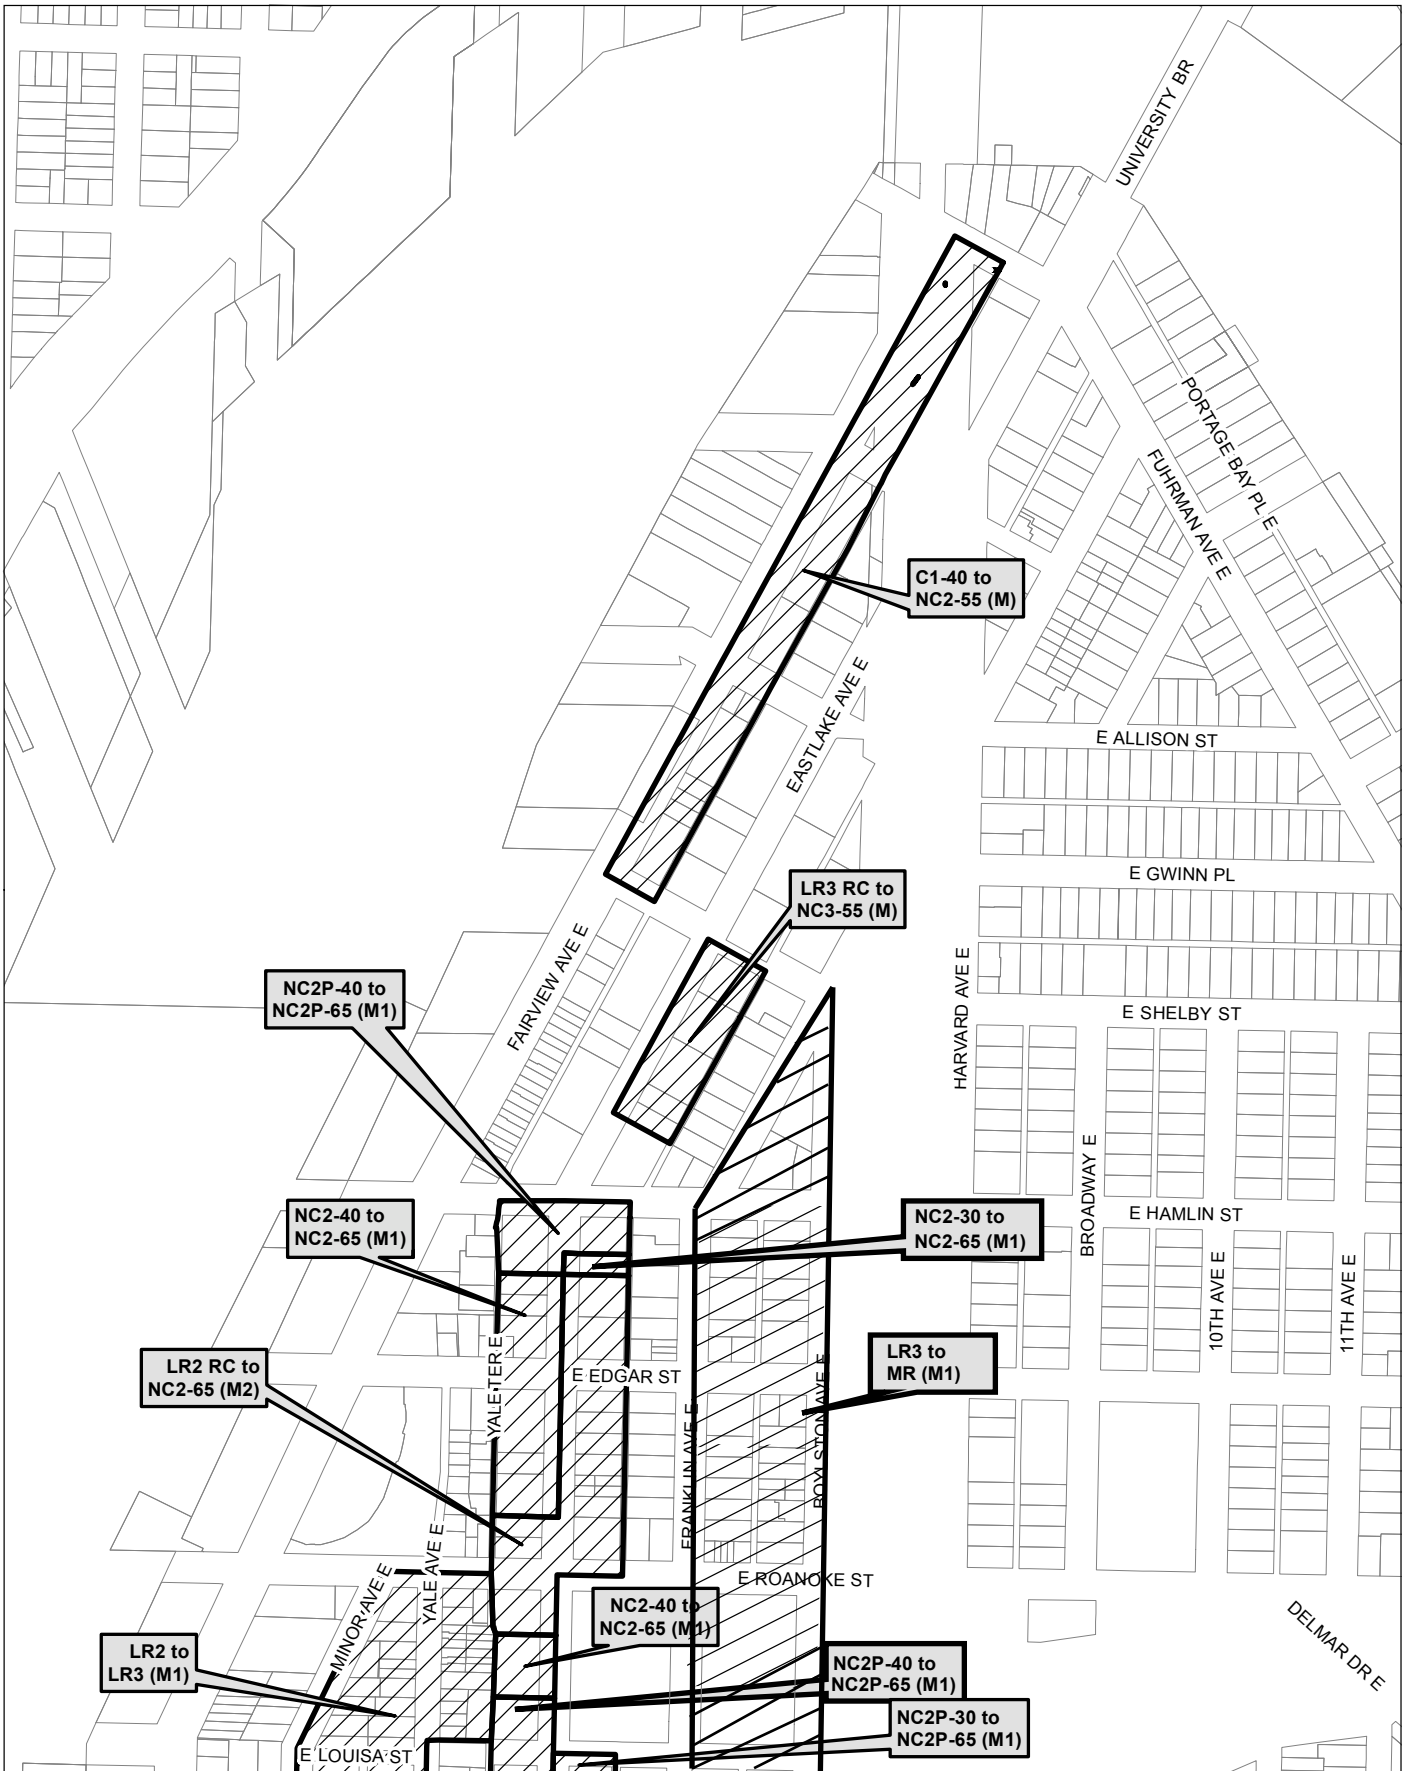 UNIVERSITY BR
PORTAGE BAY PL E
FUHRMAN AVE E
C1-40 to
NC2-55 (M)
EASTLAKE AVE E
E ALLISON ST
E GWINN PL
LR3 RC to
NC3-55 (M)
FAIRVIEW AVE E
HARVARD AVE E
NC2P-40 to
NC2P-65 (M1)
E SHELBY ST
BROADWAY E
NC2-40 to
NC2-65 (M1)
NC2-30 to
NC2-65 (M1)
E HAMLIN ST
10TH AVE E
11TH AVE E
YALE TER E
LR2 RC to
NC2-65 (M2)
E EDGAR ST
LR3 to
MR (M1)
FRANKLIN AVE E
BOYLSTON AVE E
MINOR AVE E
YALE AVE E
E ROANOKE ST
NC2-40 to
NC2-65 (M1)
DELMAR DR E
LR2 to
LR3 (M1)
NC2P-40 to
NC2P-65 (M1)
NC2P-30 to
NC2P-65 (M1)
E LOUISA ST